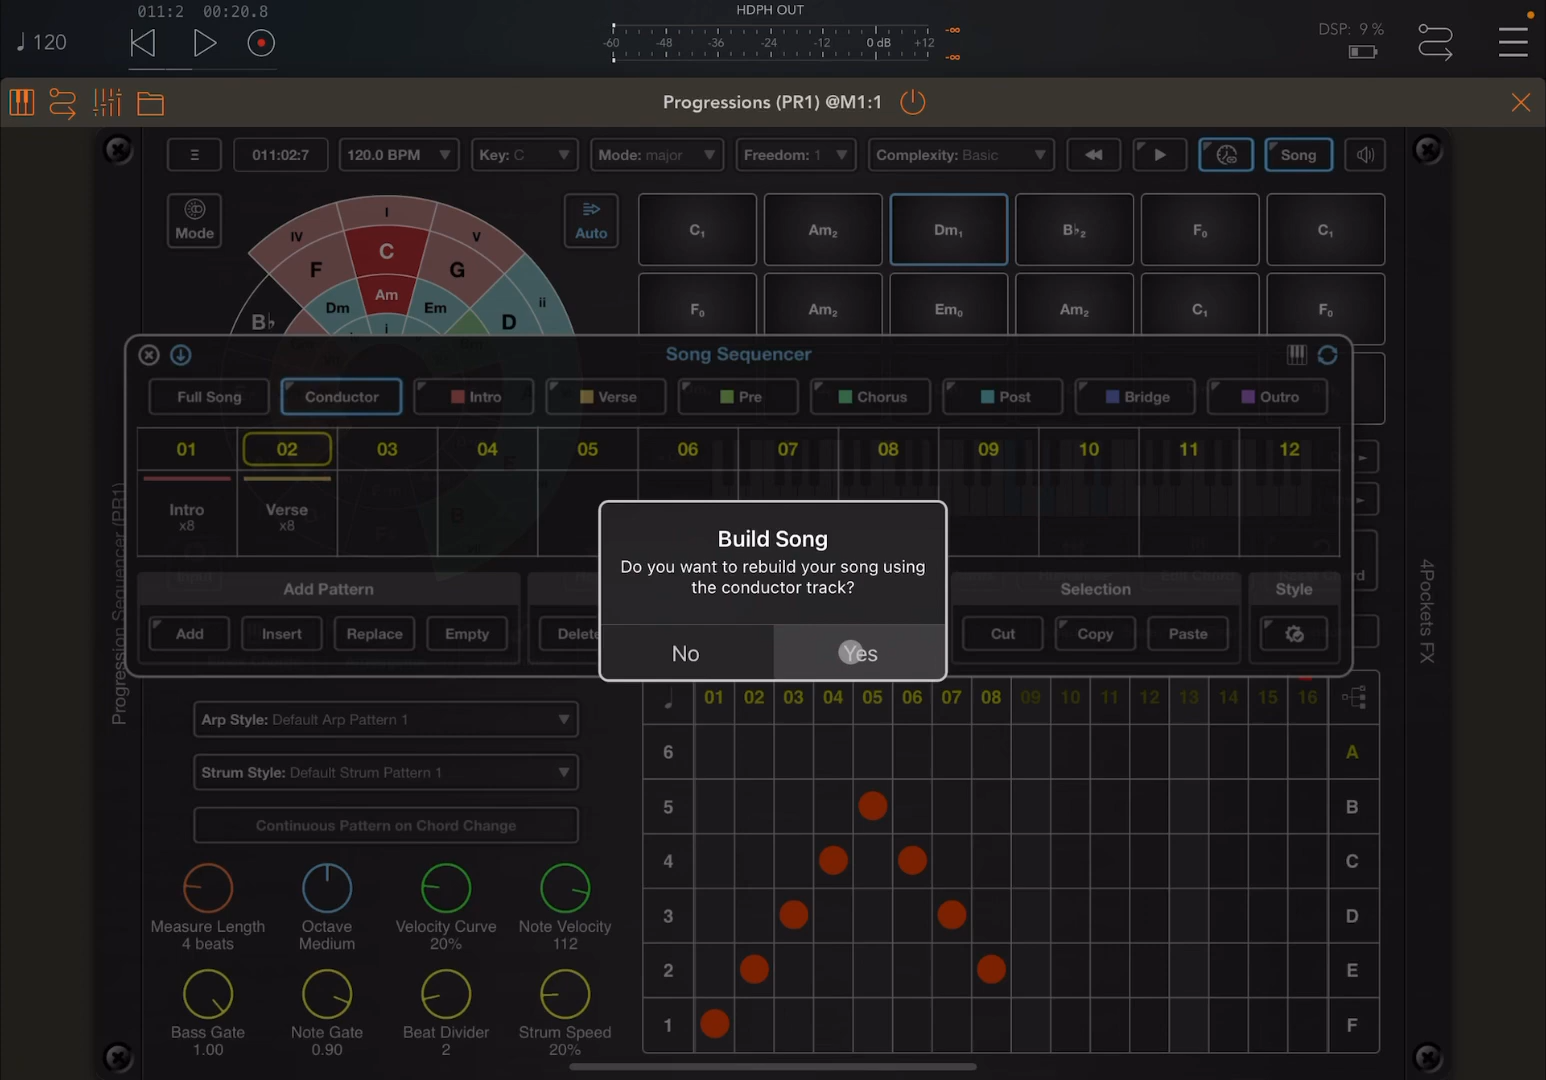 011:2 00:20.8
HDPH OUT
♩ 120
-60 -48 -36 -24 -12 0 dB +12
-∞
-∞
DSP: 9 %
Progressions (PR1) @M1:1
011:02:7
120.0 BPM
Key: C
Mode: major
Freedom: 1
Complexity: Basic
Song
Mode
Auto
I
IV
V
ii
C
F
G
D
B♭
Am
Dm
Em
i
C₁ Am₂ Dm₁ B♭₂ F₀ C₁
F₀ Am₂ Em₀ Am₂ C₁ F₀
Song Sequencer
Full Song Conductor Intro Verse Pre Chorus Post Bridge Outro
01 02 03 04 05 06 07 08 09 10 11 12
Intro
x8
Verse
x8
Build Song
Do you want to rebuild your song using
the conductor track?
No Yes
Add Pattern
Selection
Style
Add Insert Replace Empty Delete Cut Copy Paste
Progression Sequencer (PR1)
4Pockets FX
Arp Style: Default Arp Pattern 1
Strum Style: Default Strum Pattern 1
Continuous Pattern on Chord Change
Measure Length
4 beats
Octave
Medium
Velocity Curve
20%
Note Velocity
112
Bass Gate
1.00
Note Gate
0.90
Beat Divider
2
Strum Speed
20%
01 02 03 04 05 06 07 08 09 10 11 12 13 14 15 16
6 A
5 B
4 C
3 D
2 E
1 F